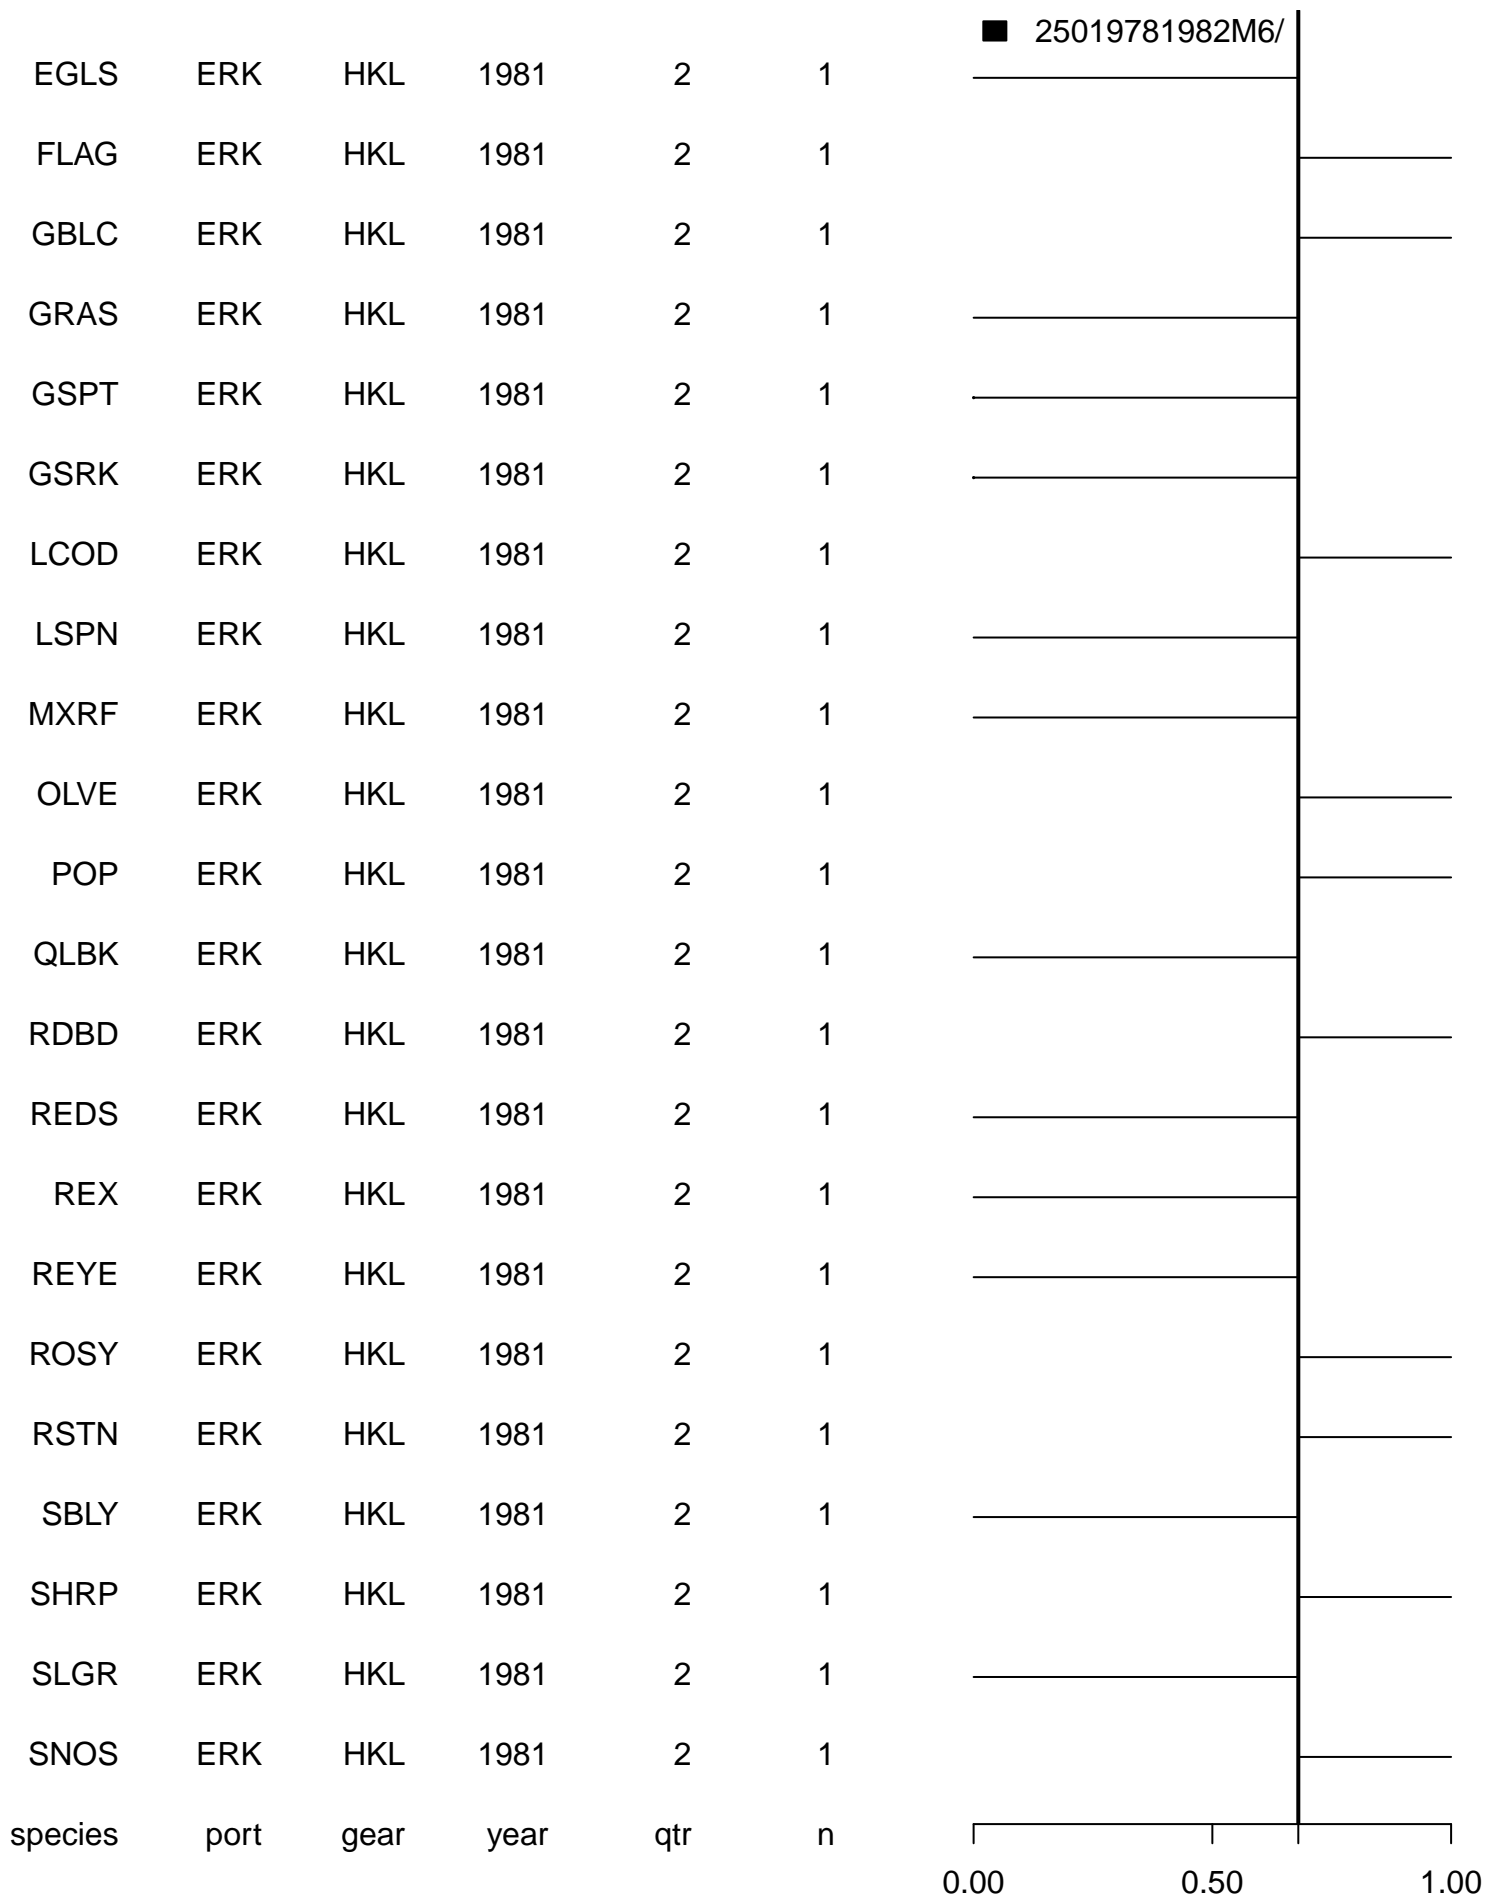 25019781982M6/
EGLS ERK HKL 1981 2 1
FLAG ERK HKL 1981 2 1
GBLC ERK HKL 1981 2 1
GRAS ERK HKL 1981 2 1
GSPT ERK HKL 1981 2 1
GSRK ERK HKL 1981 2 1
LCOD ERK HKL 1981 2 1
LSPN ERK HKL 1981 2 1
MXRF ERK HKL 1981 2 1
OLVE ERK HKL 1981 2 1
POP ERK HKL 1981 2 1
QLBK ERK HKL 1981 2 1
RDBD ERK HKL 1981 2 1
REDS ERK HKL 1981 2 1
REX ERK HKL 1981 2 1
REYE ERK HKL 1981 2 1
ROSY ERK HKL 1981 2 1
RSTN ERK HKL 1981 2 1
SBLY ERK HKL 1981 2 1
SHRP ERK HKL 1981 2 1
SLGR ERK HKL 1981 2 1
SNOS ERK HKL 1981 2 1
species port gear year qtr n
0.00 0.50 1.00